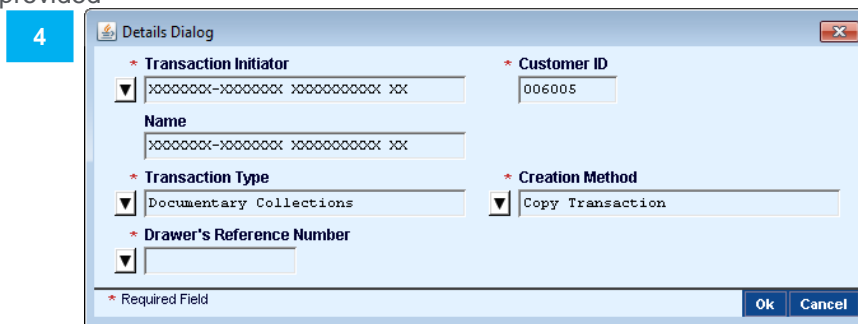 provided
4
Details Dialog
* Transaction Initiator * Customer ID
XXXXXXX-XXXXXXX XXXXXXXXXX XX 006005
Name
XXXXXXX-XXXXXXX XXXXXXXXXX XX
* Transaction Type * Creation Method
Documentary Collections Copy Transaction
* Drawer's Reference Number
* Required Field Ok Cancel